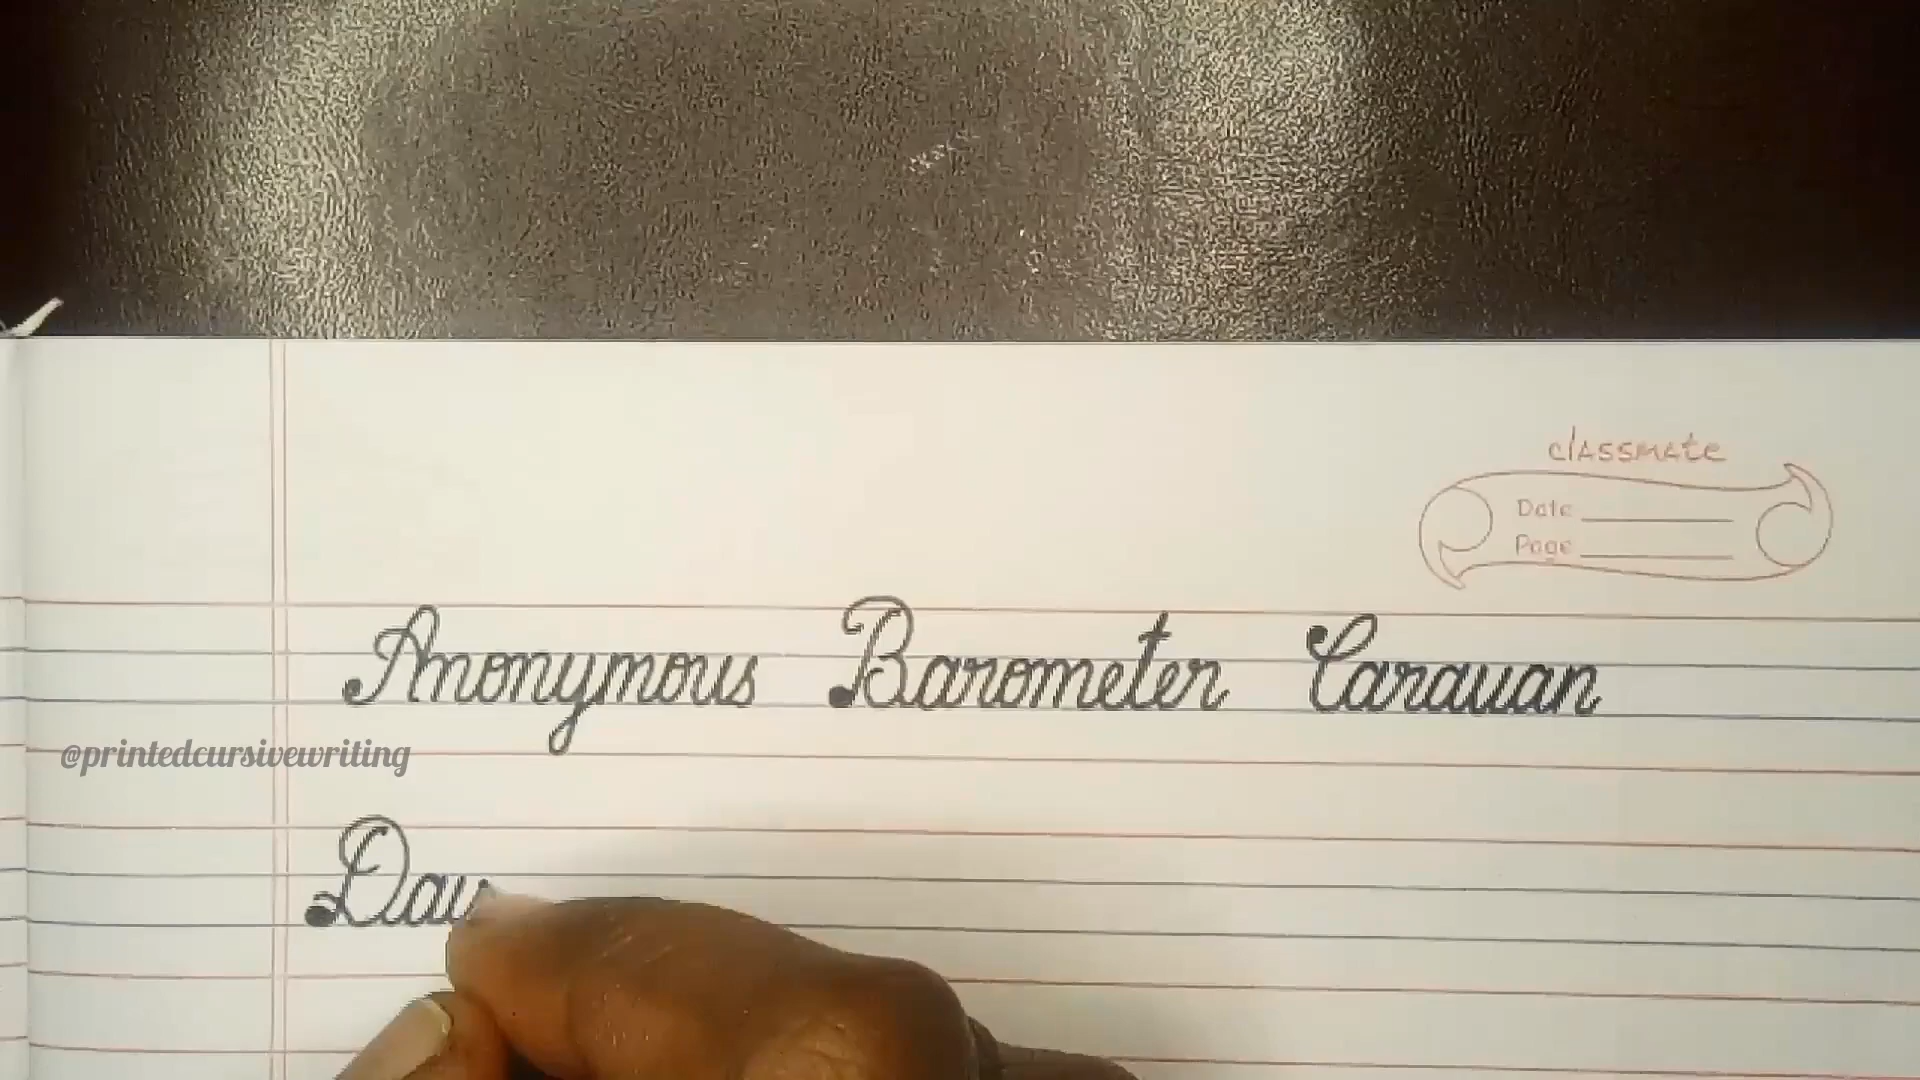 classmate
Date
Page
Anonymous Barometer Caravan
@printedcursivewriting